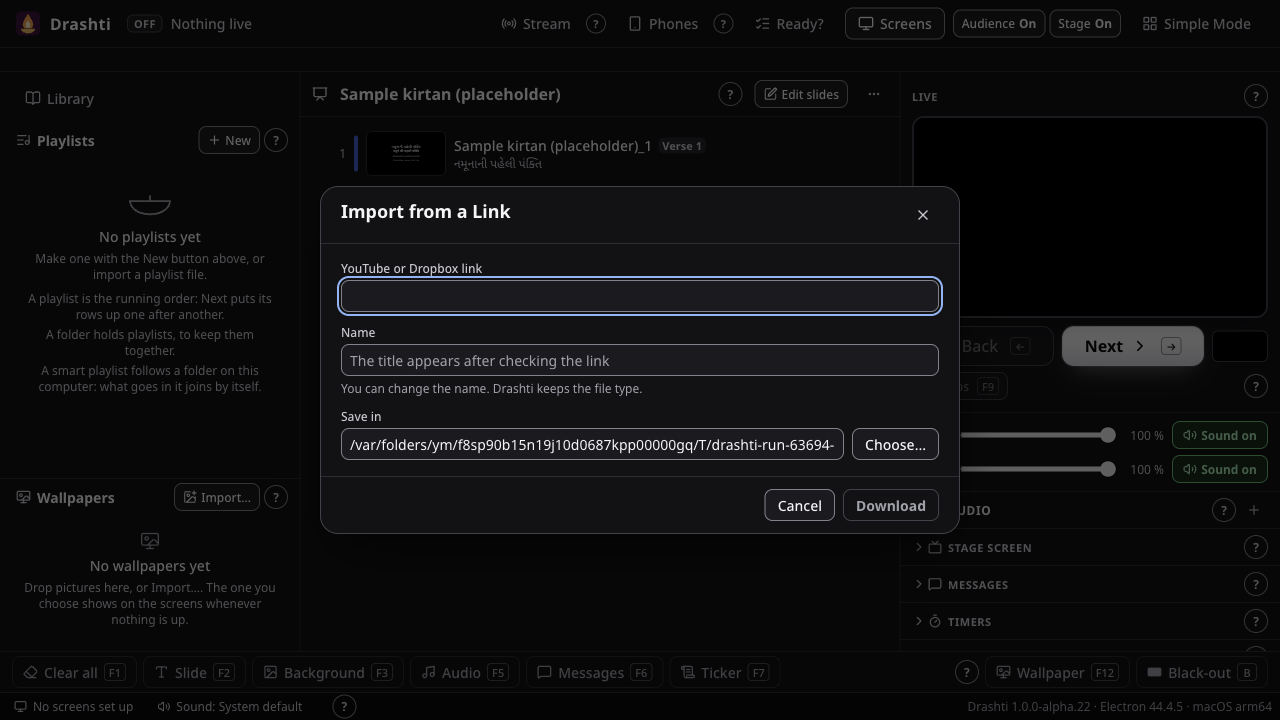 Drashti
OFF
Nothing live
Stream
?
Phones
?
Ready?
Screens
Audience On
Stage On
Simple Mode
Library
Playlists
New
?
No playlists yet
Make one with the New button above, or
import a playlist file.
A playlist is the running order: Next puts its
rows up one after another.
A folder holds playlists, to keep them
together.
A smart playlist follows a folder on this
computer: what goes in it joins by itself.
Wallpapers
Import...
?
No wallpapers yet
Drop pictures here, or Import.... The one you
choose shows on the screens whenever
nothing is up.
Sample kirtan (placeholder)
?
Edit slides
...
1
Sample kirtan (placeholder)_1
Verse 1
નમૂનાની પહેલી પંક્તિ
Import from a Link
YouTube or Dropbox link
Name
The title appears after checking the link
You can change the name. Drashti keeps the file type.
Save in
/var/folders/ym/f8sp90b15n19j10d0687kpp00000gq/T/drashti-run-63694-
Choose...
Cancel
Download
LIVE
?
Back
Next
F9
?
100 %
Sound on
100 %
Sound on
?
STAGE SCREEN
?
MESSAGES
?
TIMERS
?
Clear all F1
Slide F2
Background F3
Audio F5
Messages F6
Ticker F7
?
Wallpaper F12
Black-out B
No screens set up
Sound: System default
?
Drashti 1.0.0-alpha.22 · Electron 44.4.5 · macOS arm64